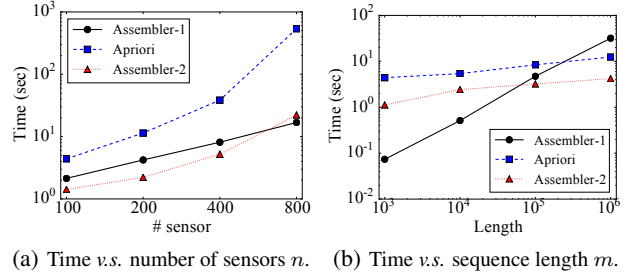 10^3
10^2
10^1
10^0
Time (sec)
Assembler-1
Apriori
Assembler-2
100
200
400
800
# sensor
(a) Time v.s. number of sensors n.
10^2
10^1
10^0
10^-1
10^-2
Time (sec)
Assembler-1
Apriori
Assembler-2
10^3
10^4
10^5
10^6
Length
(b) Time v.s. sequence length m.